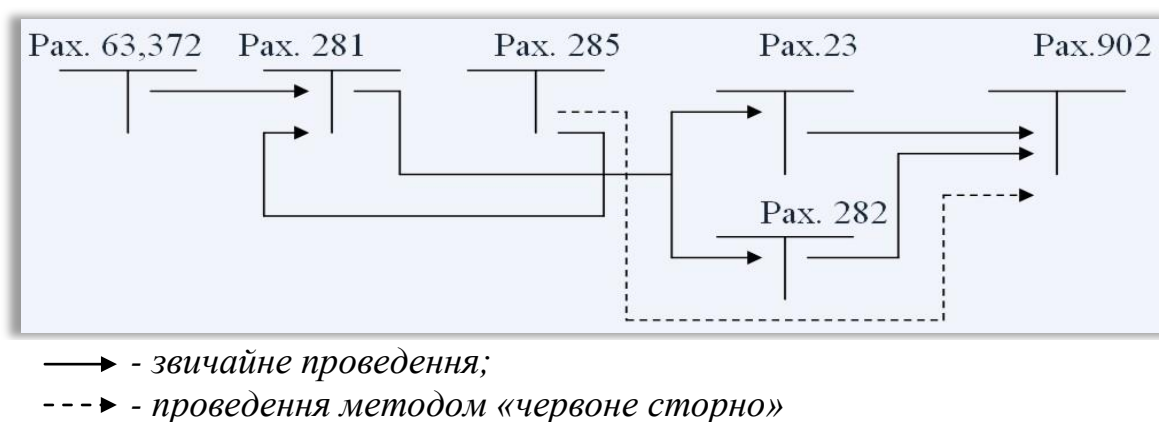 Рах. 63,372 Рах. 281 Рах. 285 Рах.23 Рах.902
Рах. 282
- звичайне проведення;
- проведення методом «червоне сторно»